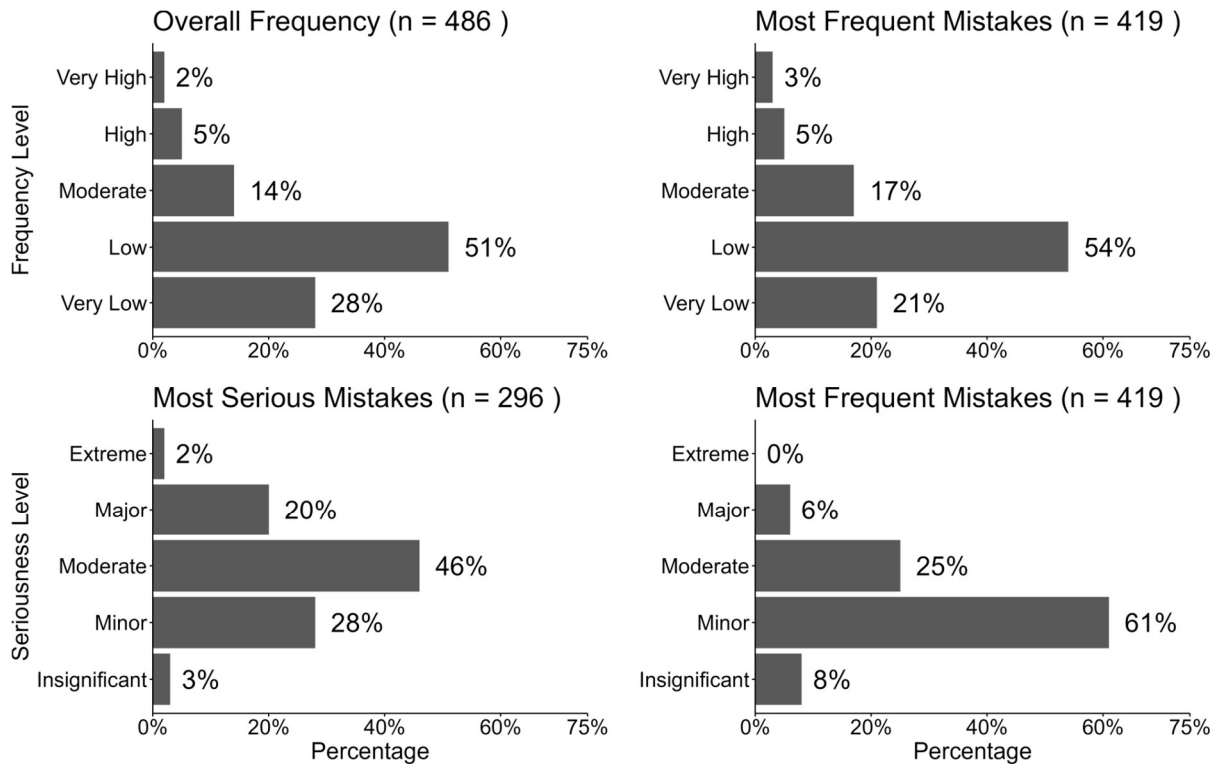 Overall Frequency (n = 486 )
Frequency Level
Very High
2%
High
5%
Moderate
14%
Low
51%
Very Low
28%
0%
20%
40%
60%
75%
Most Frequent Mistakes (n = 419 )
Very High
3%
High
5%
Moderate
17%
Low
54%
Very Low
21%
0%
20%
40%
60%
75%
Most Serious Mistakes (n = 296 )
Seriousness Level
Extreme
2%
Major
20%
Moderate
46%
Minor
28%
Insignificant
3%
0%
20%
40%
60%
75%
Percentage
Most Frequent Mistakes (n = 419 )
Extreme
0%
Major
6%
Moderate
25%
Minor
61%
Insignificant
8%
0%
20%
40%
60%
75%
Percentage